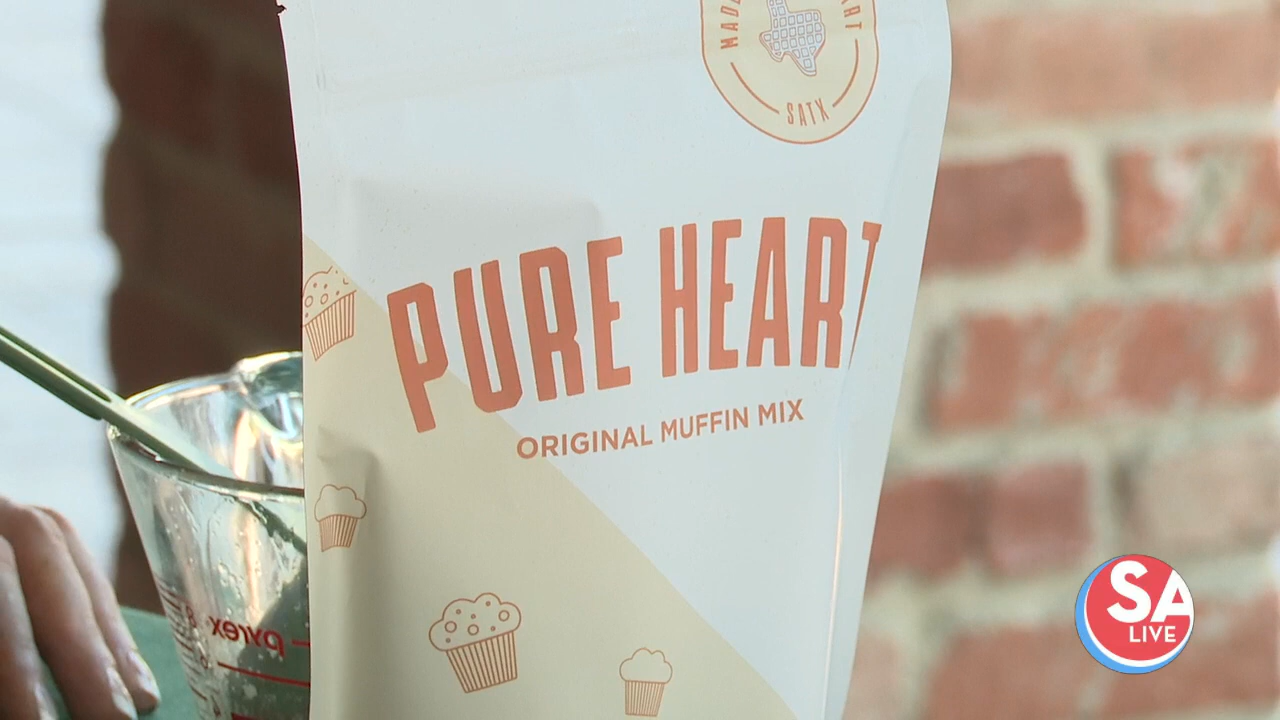 SATX
PURE HEART
ORIGINAL MUFFIN MIX
pyrex
SA
LIVE